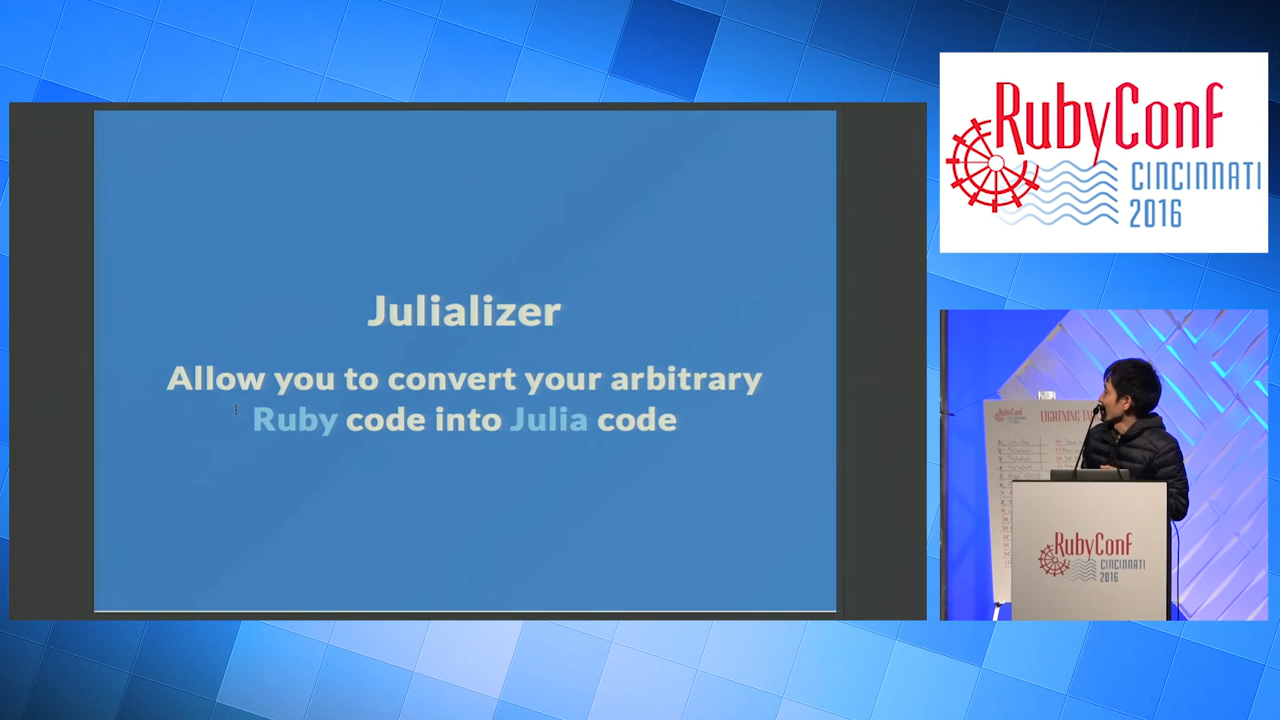 Julializer
Allow you to convert your arbitrary
Ruby code into Julia code
RubyConf
CINCINNATI
2016
RubyConf
LIGHTNING
RubyConf
CINCINNATI
2016